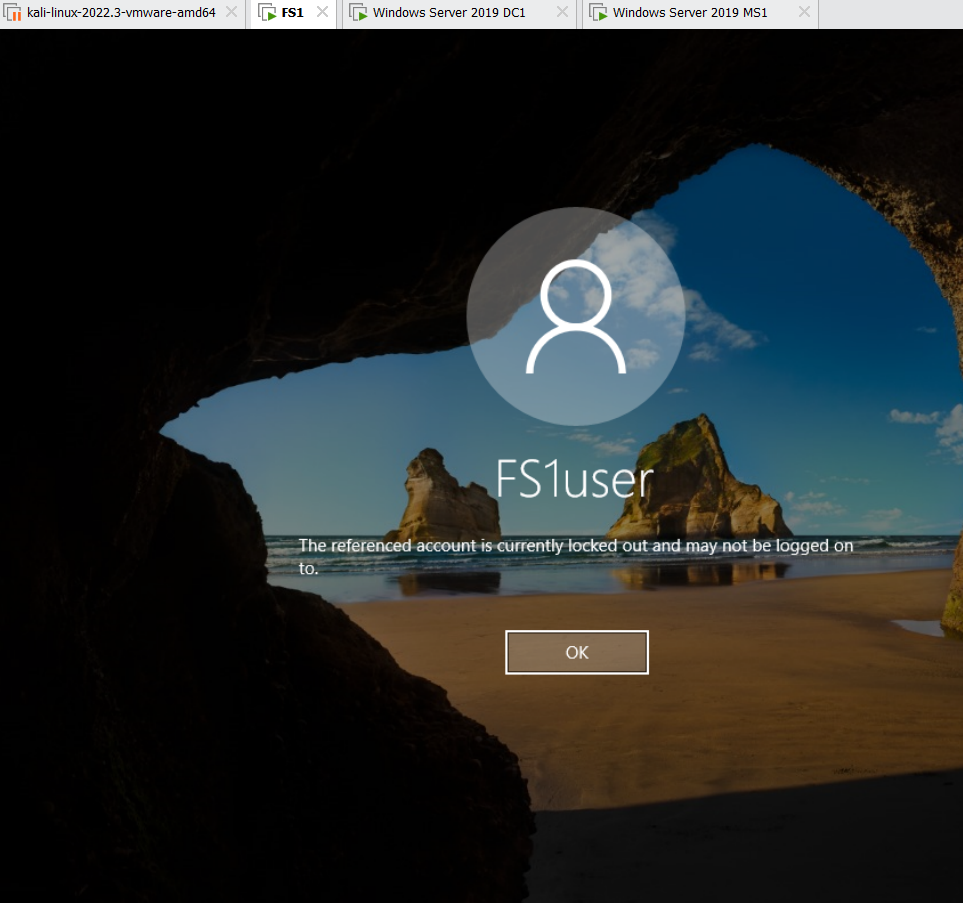 kali-linux-2022.3-vmware-amd64 FS1 Windows Server 2019 DC1 Windows Server 2019 MS1
FS1user
The referenced account is currently locked out and may not be logged on
to.
OK